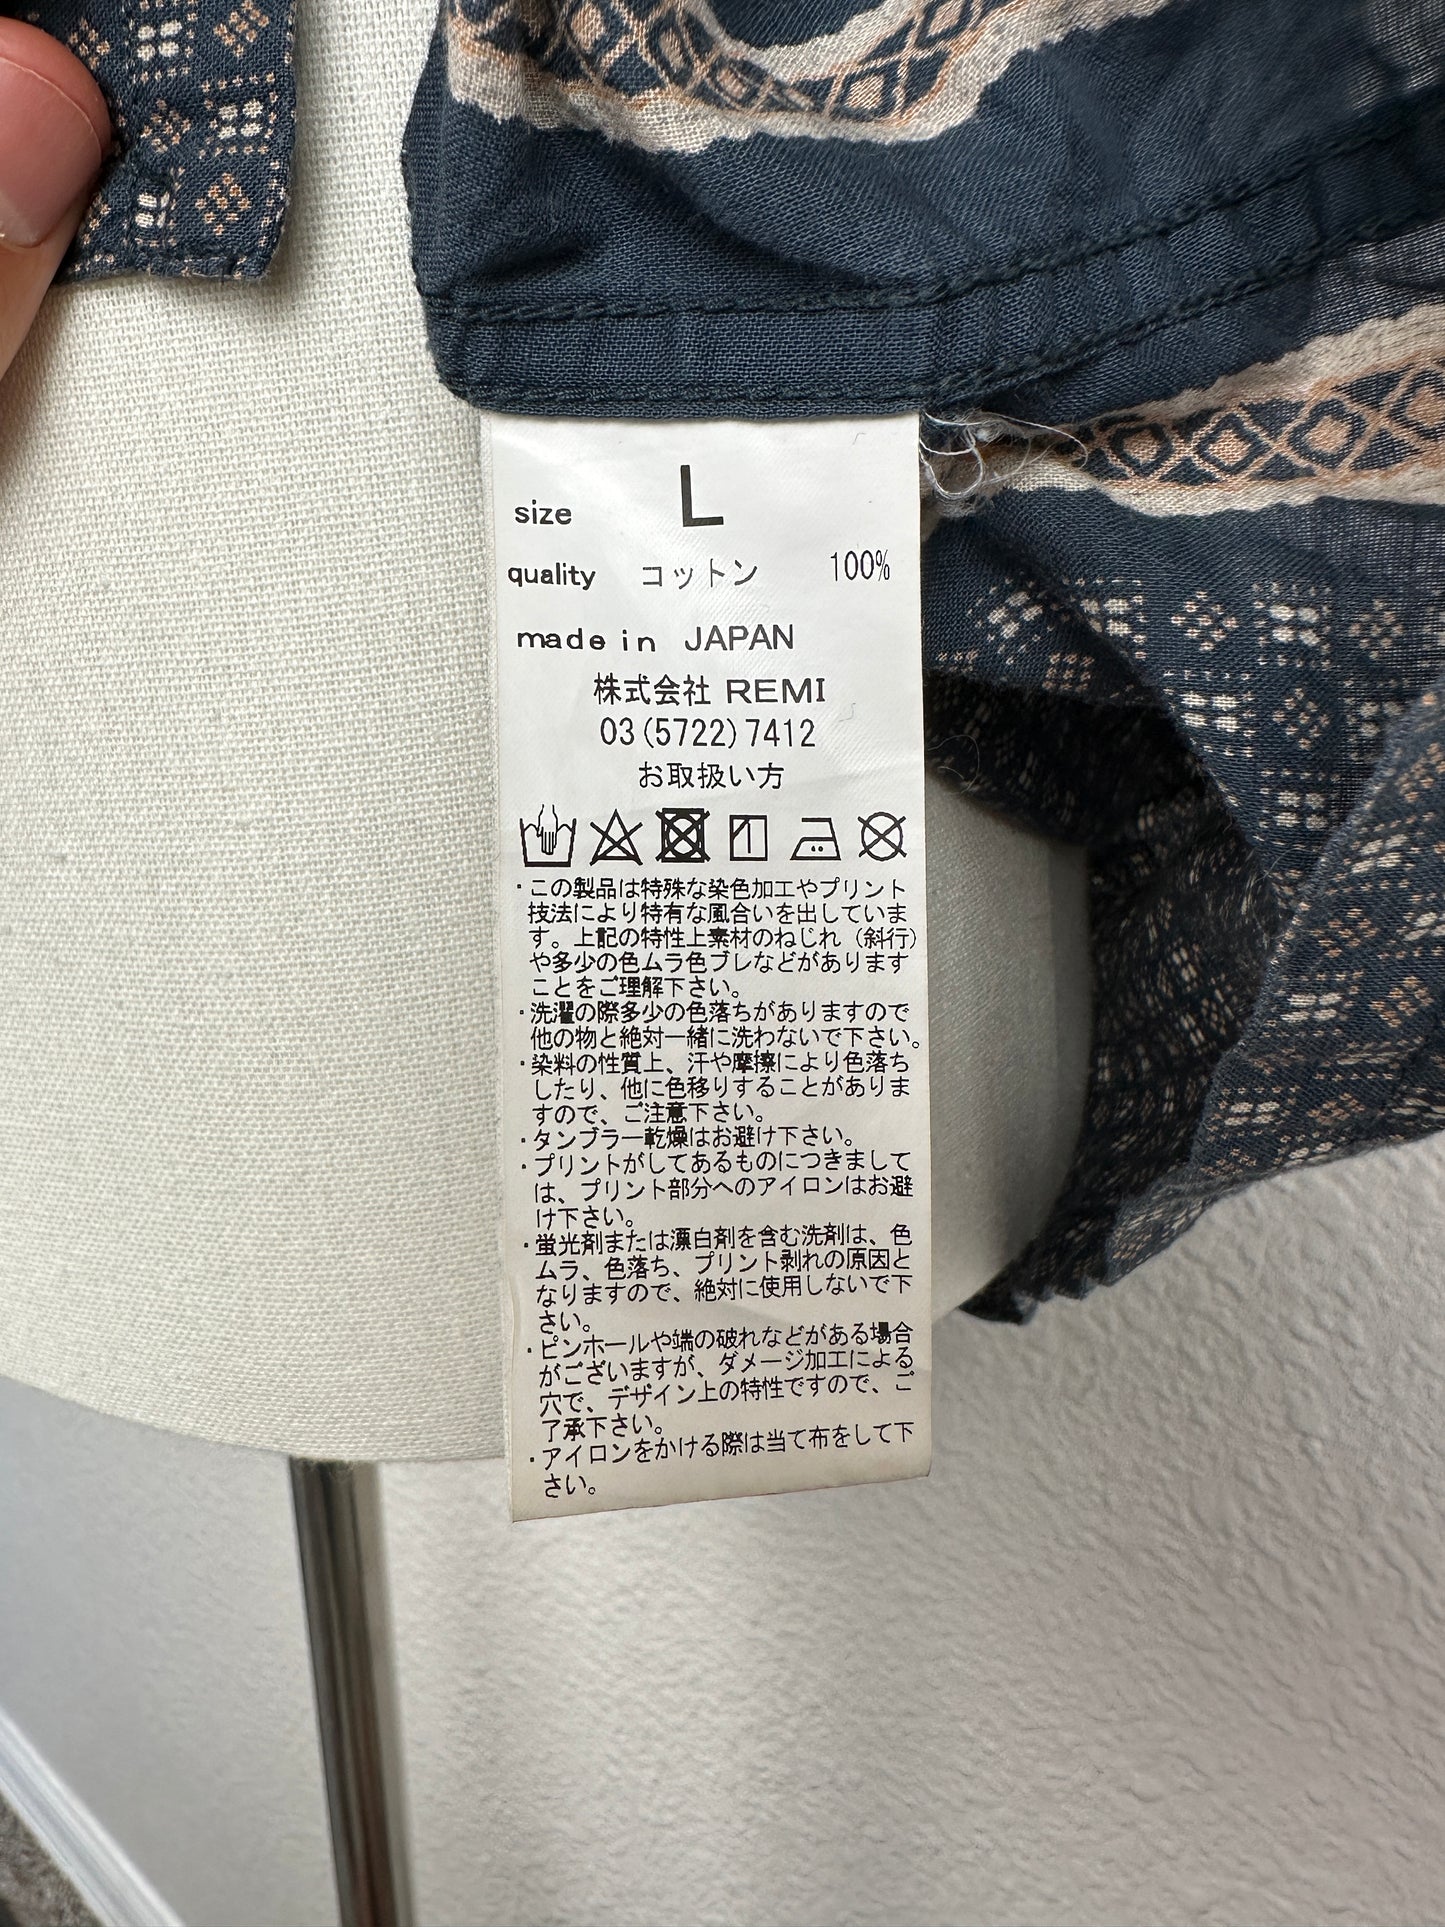 size L
quality コットン 100%
made in JAPAN
株式会社 REMI
03(5722)7412
お取扱い方
・この製品は特殊な染色加工やプリント
技法により特有な風合いを出していま
す。上記の特性上素材のねじれ（斜行）
や多少の色ムラ色ブレなどがあります
ことをご理解下さい。
・洗濯の際多少の色落ちがありますので
他の物と絶対一緒に洗わないで下さい。
・染料の性質上、汗や摩擦により色落ち
したり、他に色移りすることがありま
すので、ご注意下さい。
・タンブラー乾燥はお避け下さい。
・プリントがしてあるものにつきまして
は、プリント部分へのアイロンはお避
け下さい。
・蛍光剤または漂白剤を含む洗剤は、色
ムラ、色落ち、プリント剥れの原因と
なりますので、絶対に使用しないで下
さい。
・ピンホールや端の破れなどがある場合
がございますが、ダメージ加工による
穴で、デザイン上の特性ですので、ご
了承下さい。
・アイロンをかける際は当て布をして下
さい。